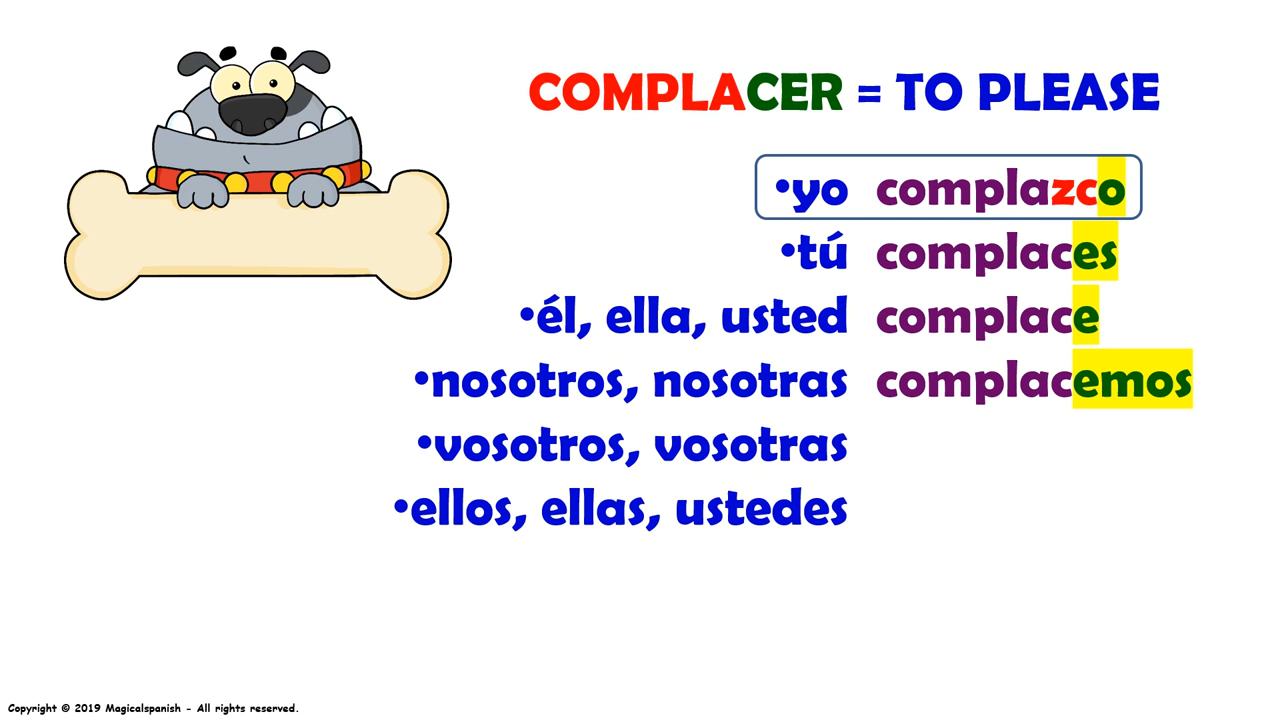 COMPLACER = TO PLEASE
•yo complazco
•tú complaces
•él, ella, usted complace
•nosotros, nosotras complacemos
•vosotros, vosotras
•ellos, ellas, ustedes
Copyright © 2019 Magicalspanish - All rights reserved.